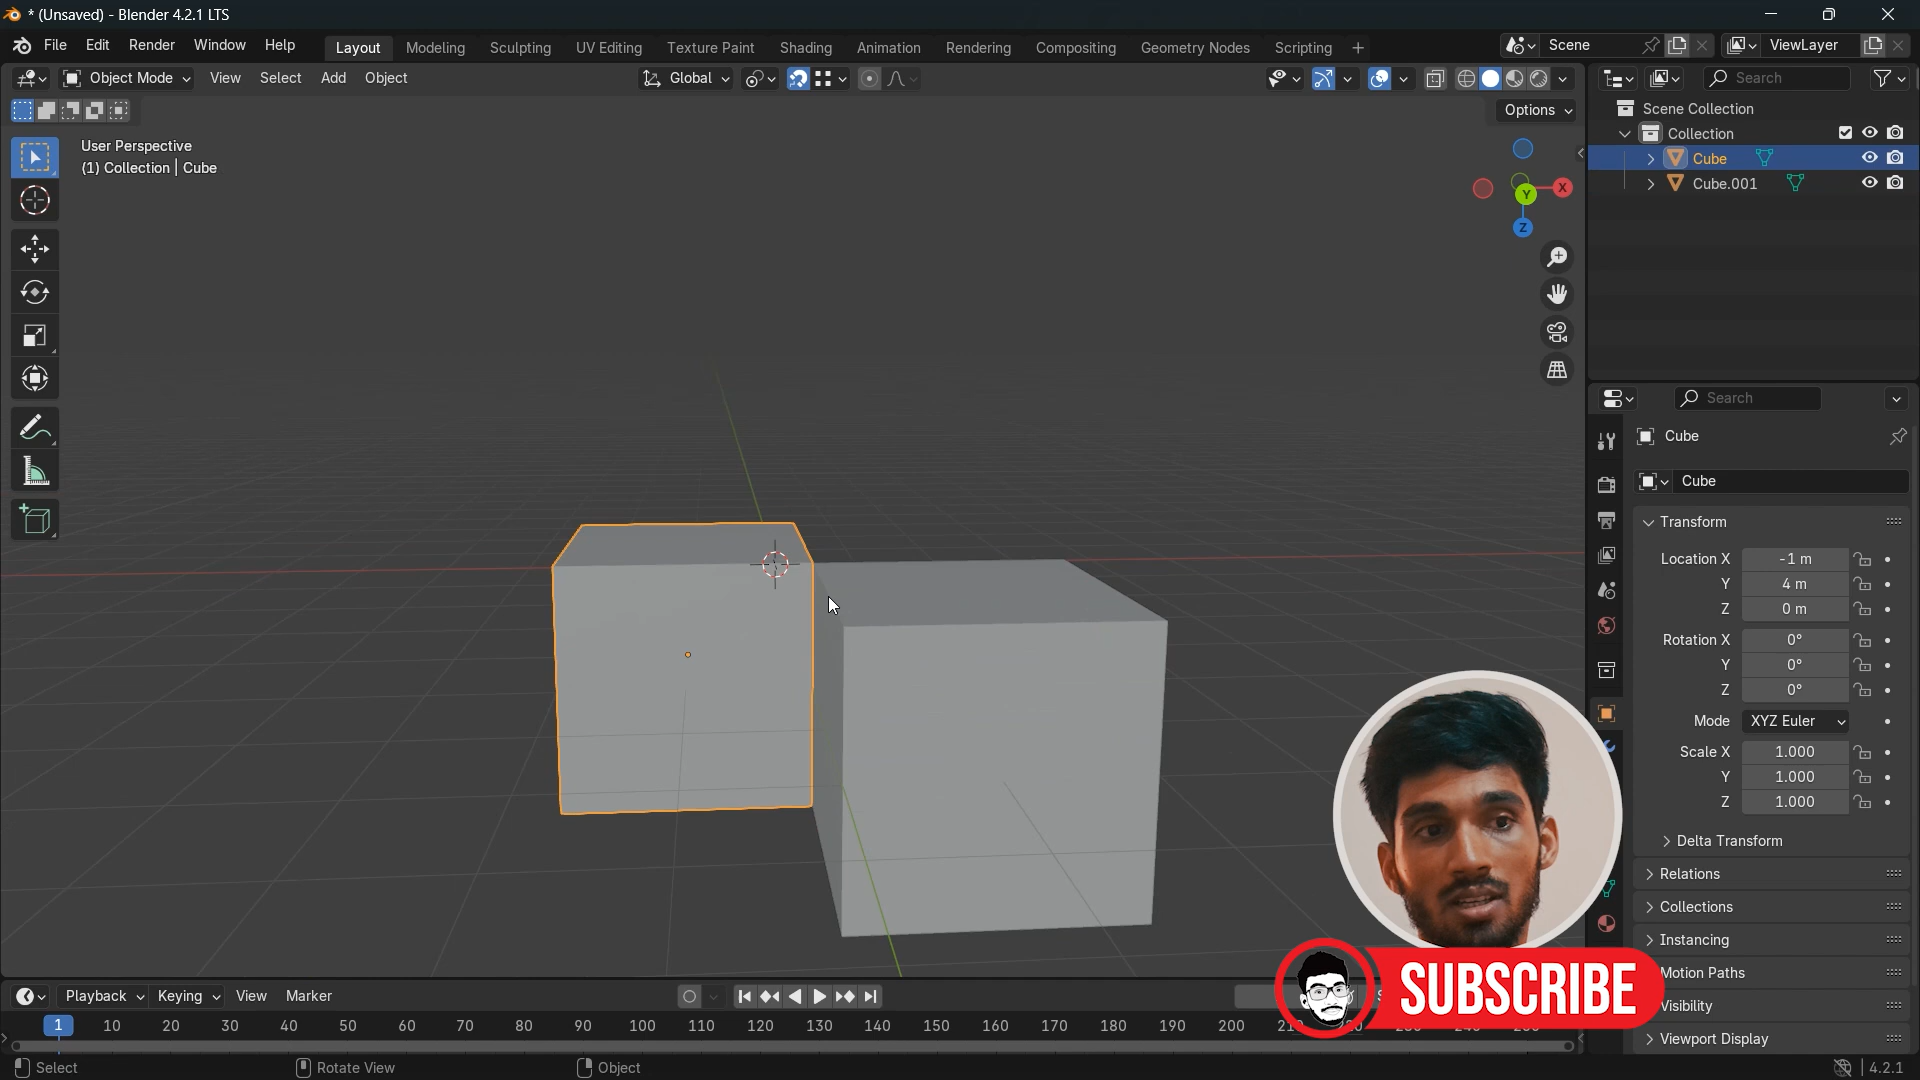 * (Unsaved) - Blender 4.2.1 LTS
File Edit Render Window Help Layout Modeling Sculpting UV Editing Texture Paint Shading Animation Rendering Compositing Geometry Nodes Scripting + Scene ViewLayer
Object Mode View Select Add Object Global Search
Options
User Perspective
(1) Collection | Cube
X
Y
Z
Scene Collection
Collection
Cube
Cube.001
Search
Cube
Cube
Transform
Location X -1 m
Y 4 m
Z 0 m
Rotation X 0°
Y 0°
Z 0°
Mode XYZ Euler
Scale X 1.000
Y 1.000
Z 1.000
Delta Transform
Relations
Collections
Instancing
Motion Paths
Visibility
Viewport Display
SUBSCRIBE
Playback Keying View Marker
1 10 20 30 40 50 60 70 80 90 100 110 120 130 140 150 160 170 180 190 200
Select Rotate View Object 4.2.1